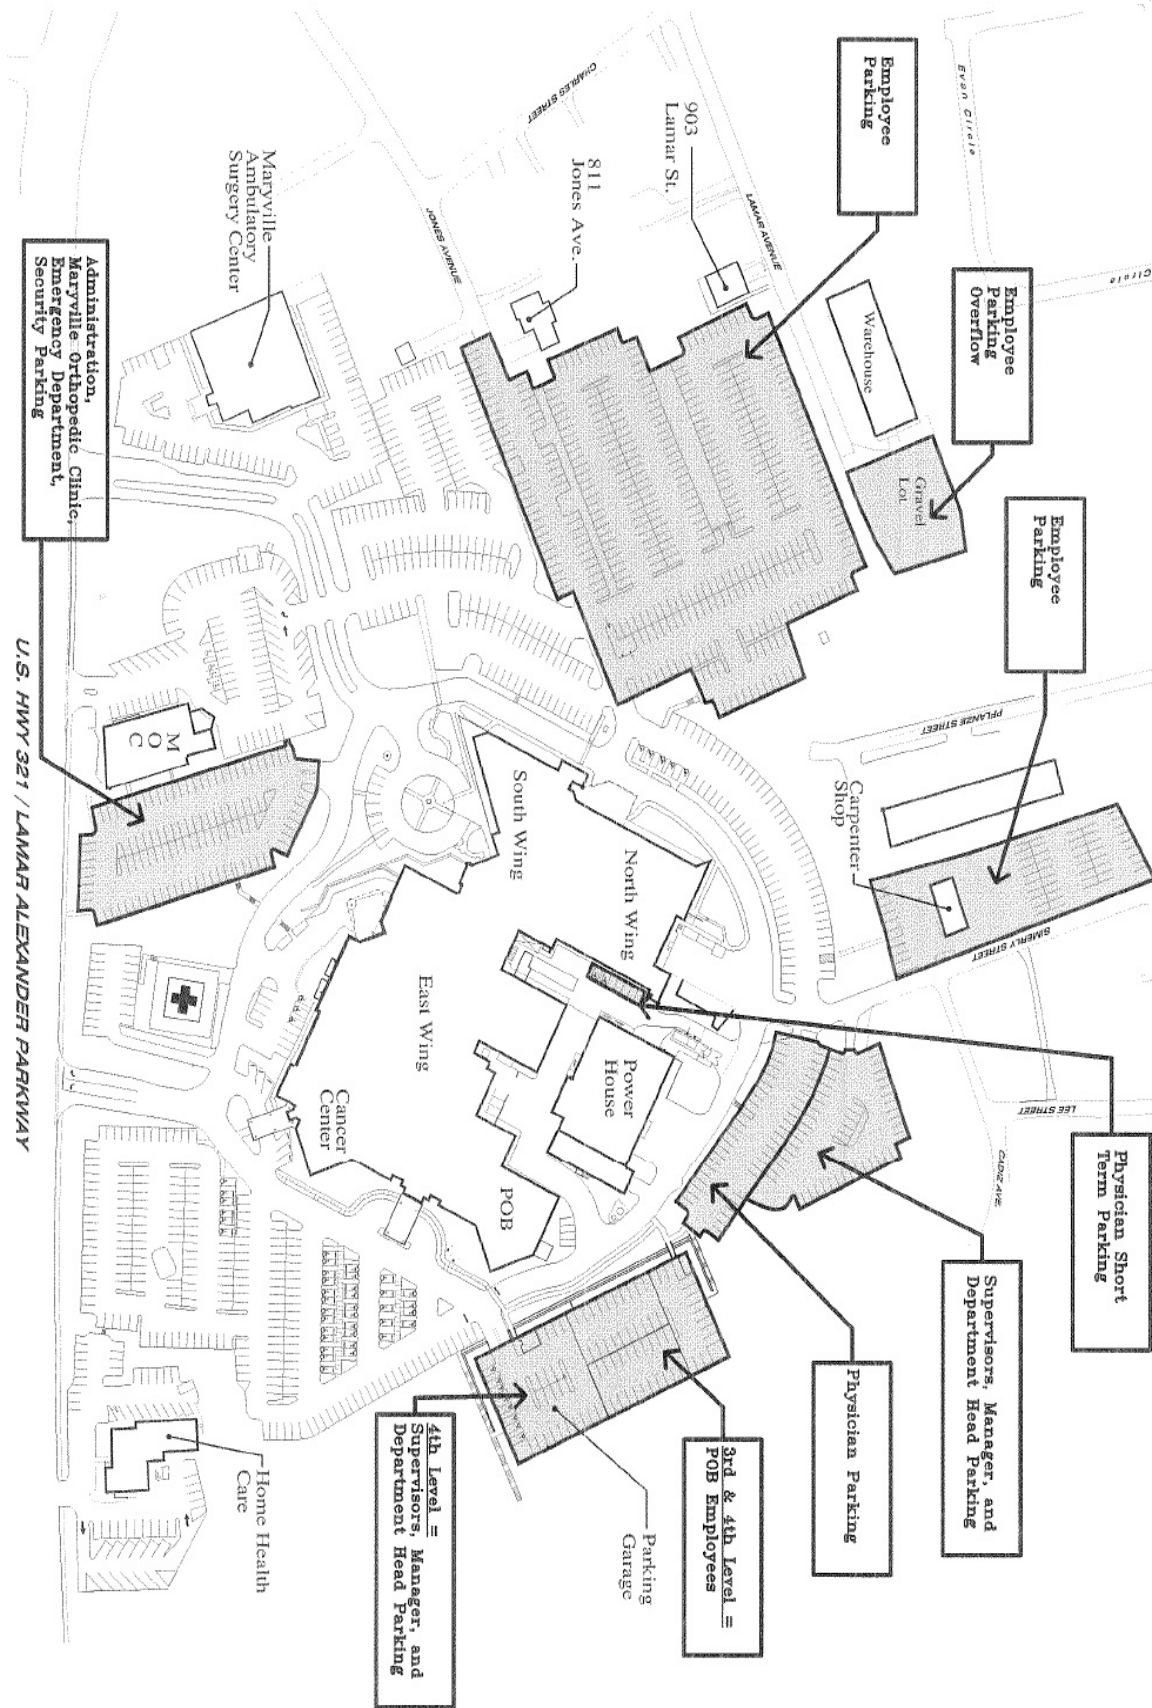 Employee
Parking
Employee
Parking
Overflow
Employee
Parking
Physician Short
Term Parking
Supervisors, Manager, and
Department Head Parking
Physician Parking
3rd & 4th Level =
POB Employees
Parking
Garage
4th Level =
Supervisors, Manager, and
Department Head Parking
Home Health
Care
Administration,
Maryville Orthopedic Clinic,
Emergency Department,
Security Parking
Maryville
Ambulatory
Surgery Center
811
Jones Ave.
903
Lamar St.
Warehouse
Gravel
Lot
Carpenter
Shop
South Wing
North Wing
East Wing
Power
House
Cancer
Center
POB
M
O
C
Evan Circle
Circle
CHARLES STREET
JONES AVENUE
LAMAR AVENUE
PFLANZE STREET
SIMERLY STREET
LEE STREET
CADIZ AVE.
U.S. HWY 321 / LAMAR ALEXANDER PARKWAY